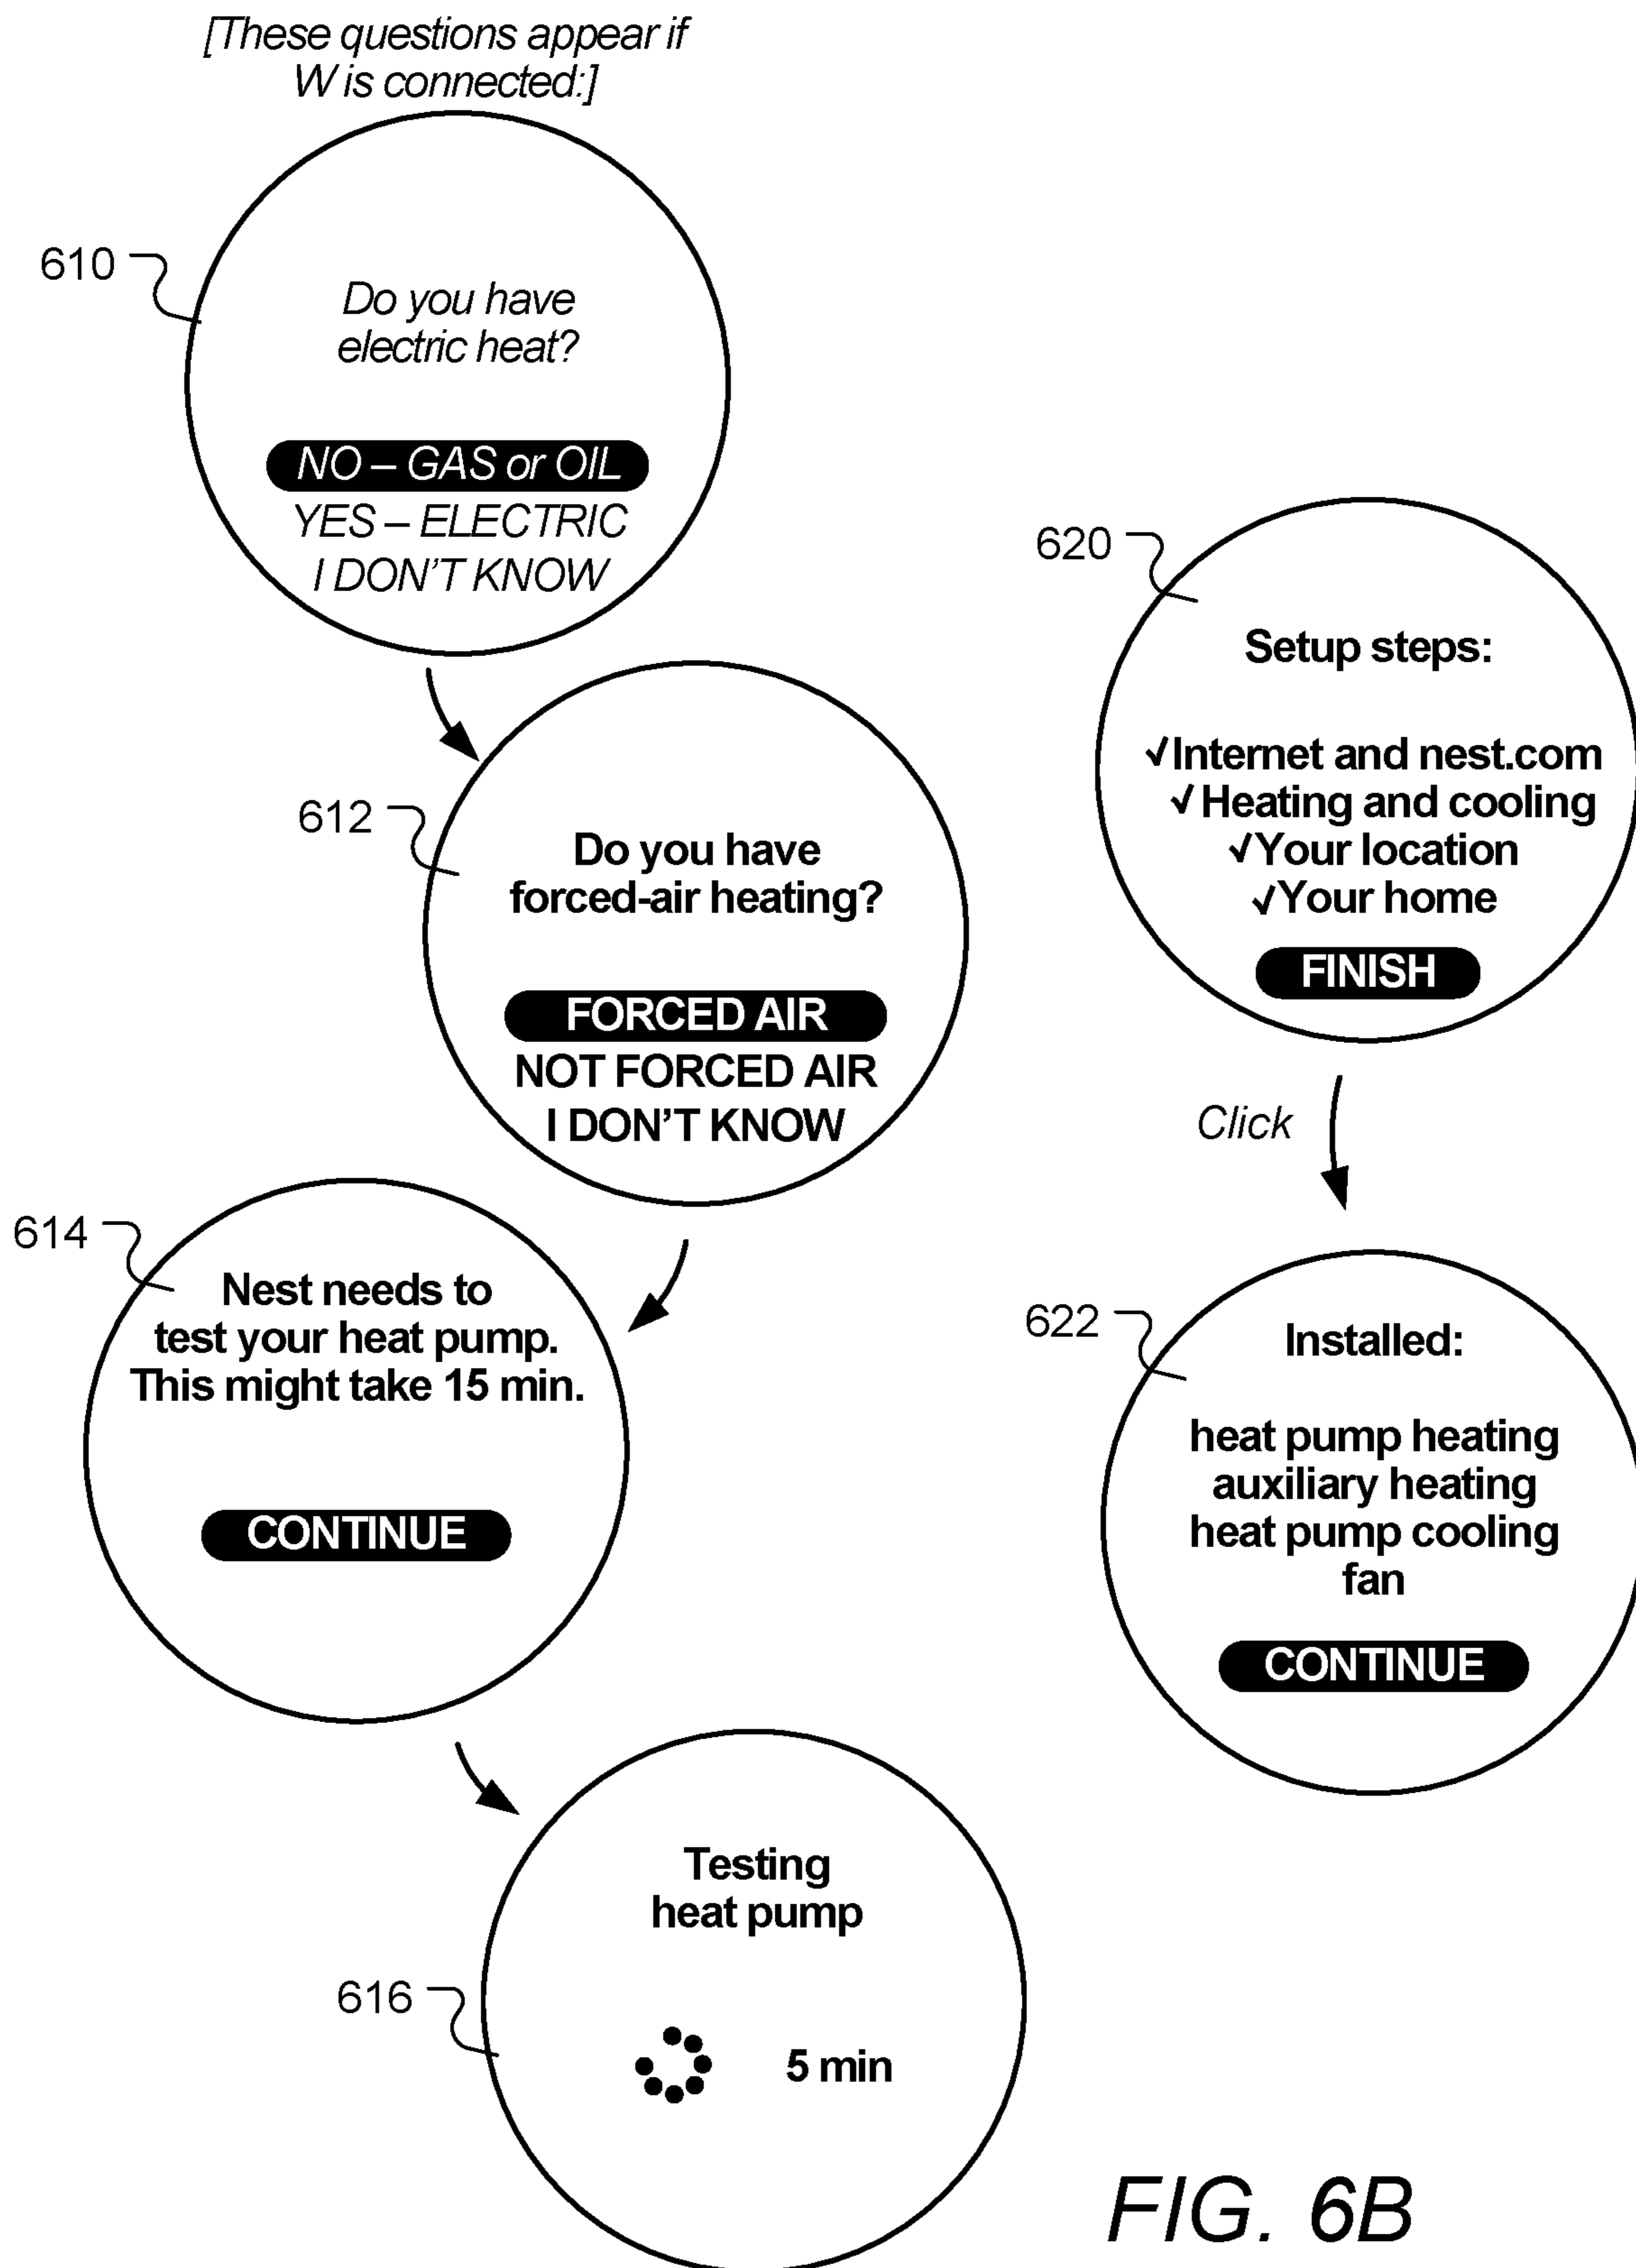 [These questions appear if
W is connected:]
610
Do you have
electric heat?
NO – GAS or OIL
YES – ELECTRIC
I DON'T KNOW
612
Do you have
forced-air heating?
FORCED AIR
NOT FORCED AIR
I DON'T KNOW
614
Nest needs to
test your heat pump.
This might take 15 min.
CONTINUE
616
Testing
heat pump
5 min
620
Setup steps:
√Internet and nest.com
√ Heating and cooling
√Your location
√Your home
FINISH
Click
622
Installed:
heat pump heating
auxiliary heating
heat pump cooling
fan
CONTINUE
FIG. 6B